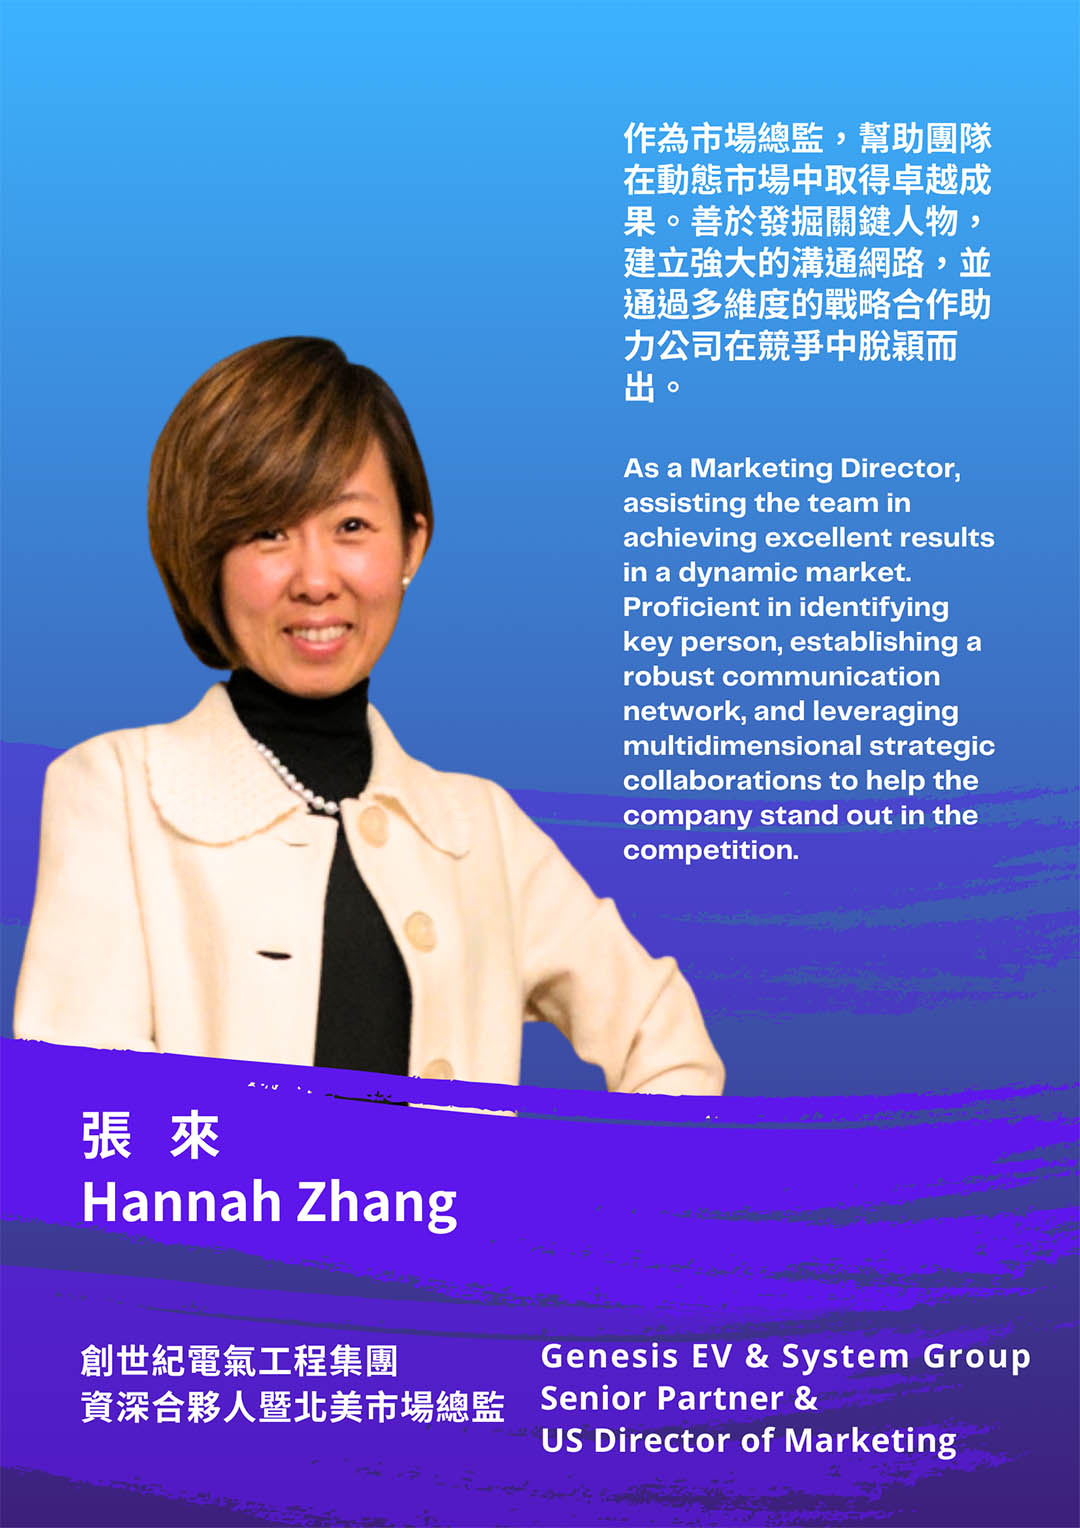 作為市場總監，幫助團隊
在動態市場中取得卓越成
果。善於發掘關鍵人物，
建立強大的溝通網路，並
通過多維度的戰略合作助
力公司在競爭中脫穎而
出。
As a Marketing Director,
assisting the team in
achieving excellent results
in a dynamic market.
Proficient in identifying
key person, establishing a
robust communication
network, and leveraging
multidimensional strategic
collaborations to help the
company stand out in the
competition.
張 來
Hannah Zhang
創世紀電氣工程集團
資深合夥人暨北美市場總監
Genesis EV & System Group
Senior Partner &
US Director of Marketing